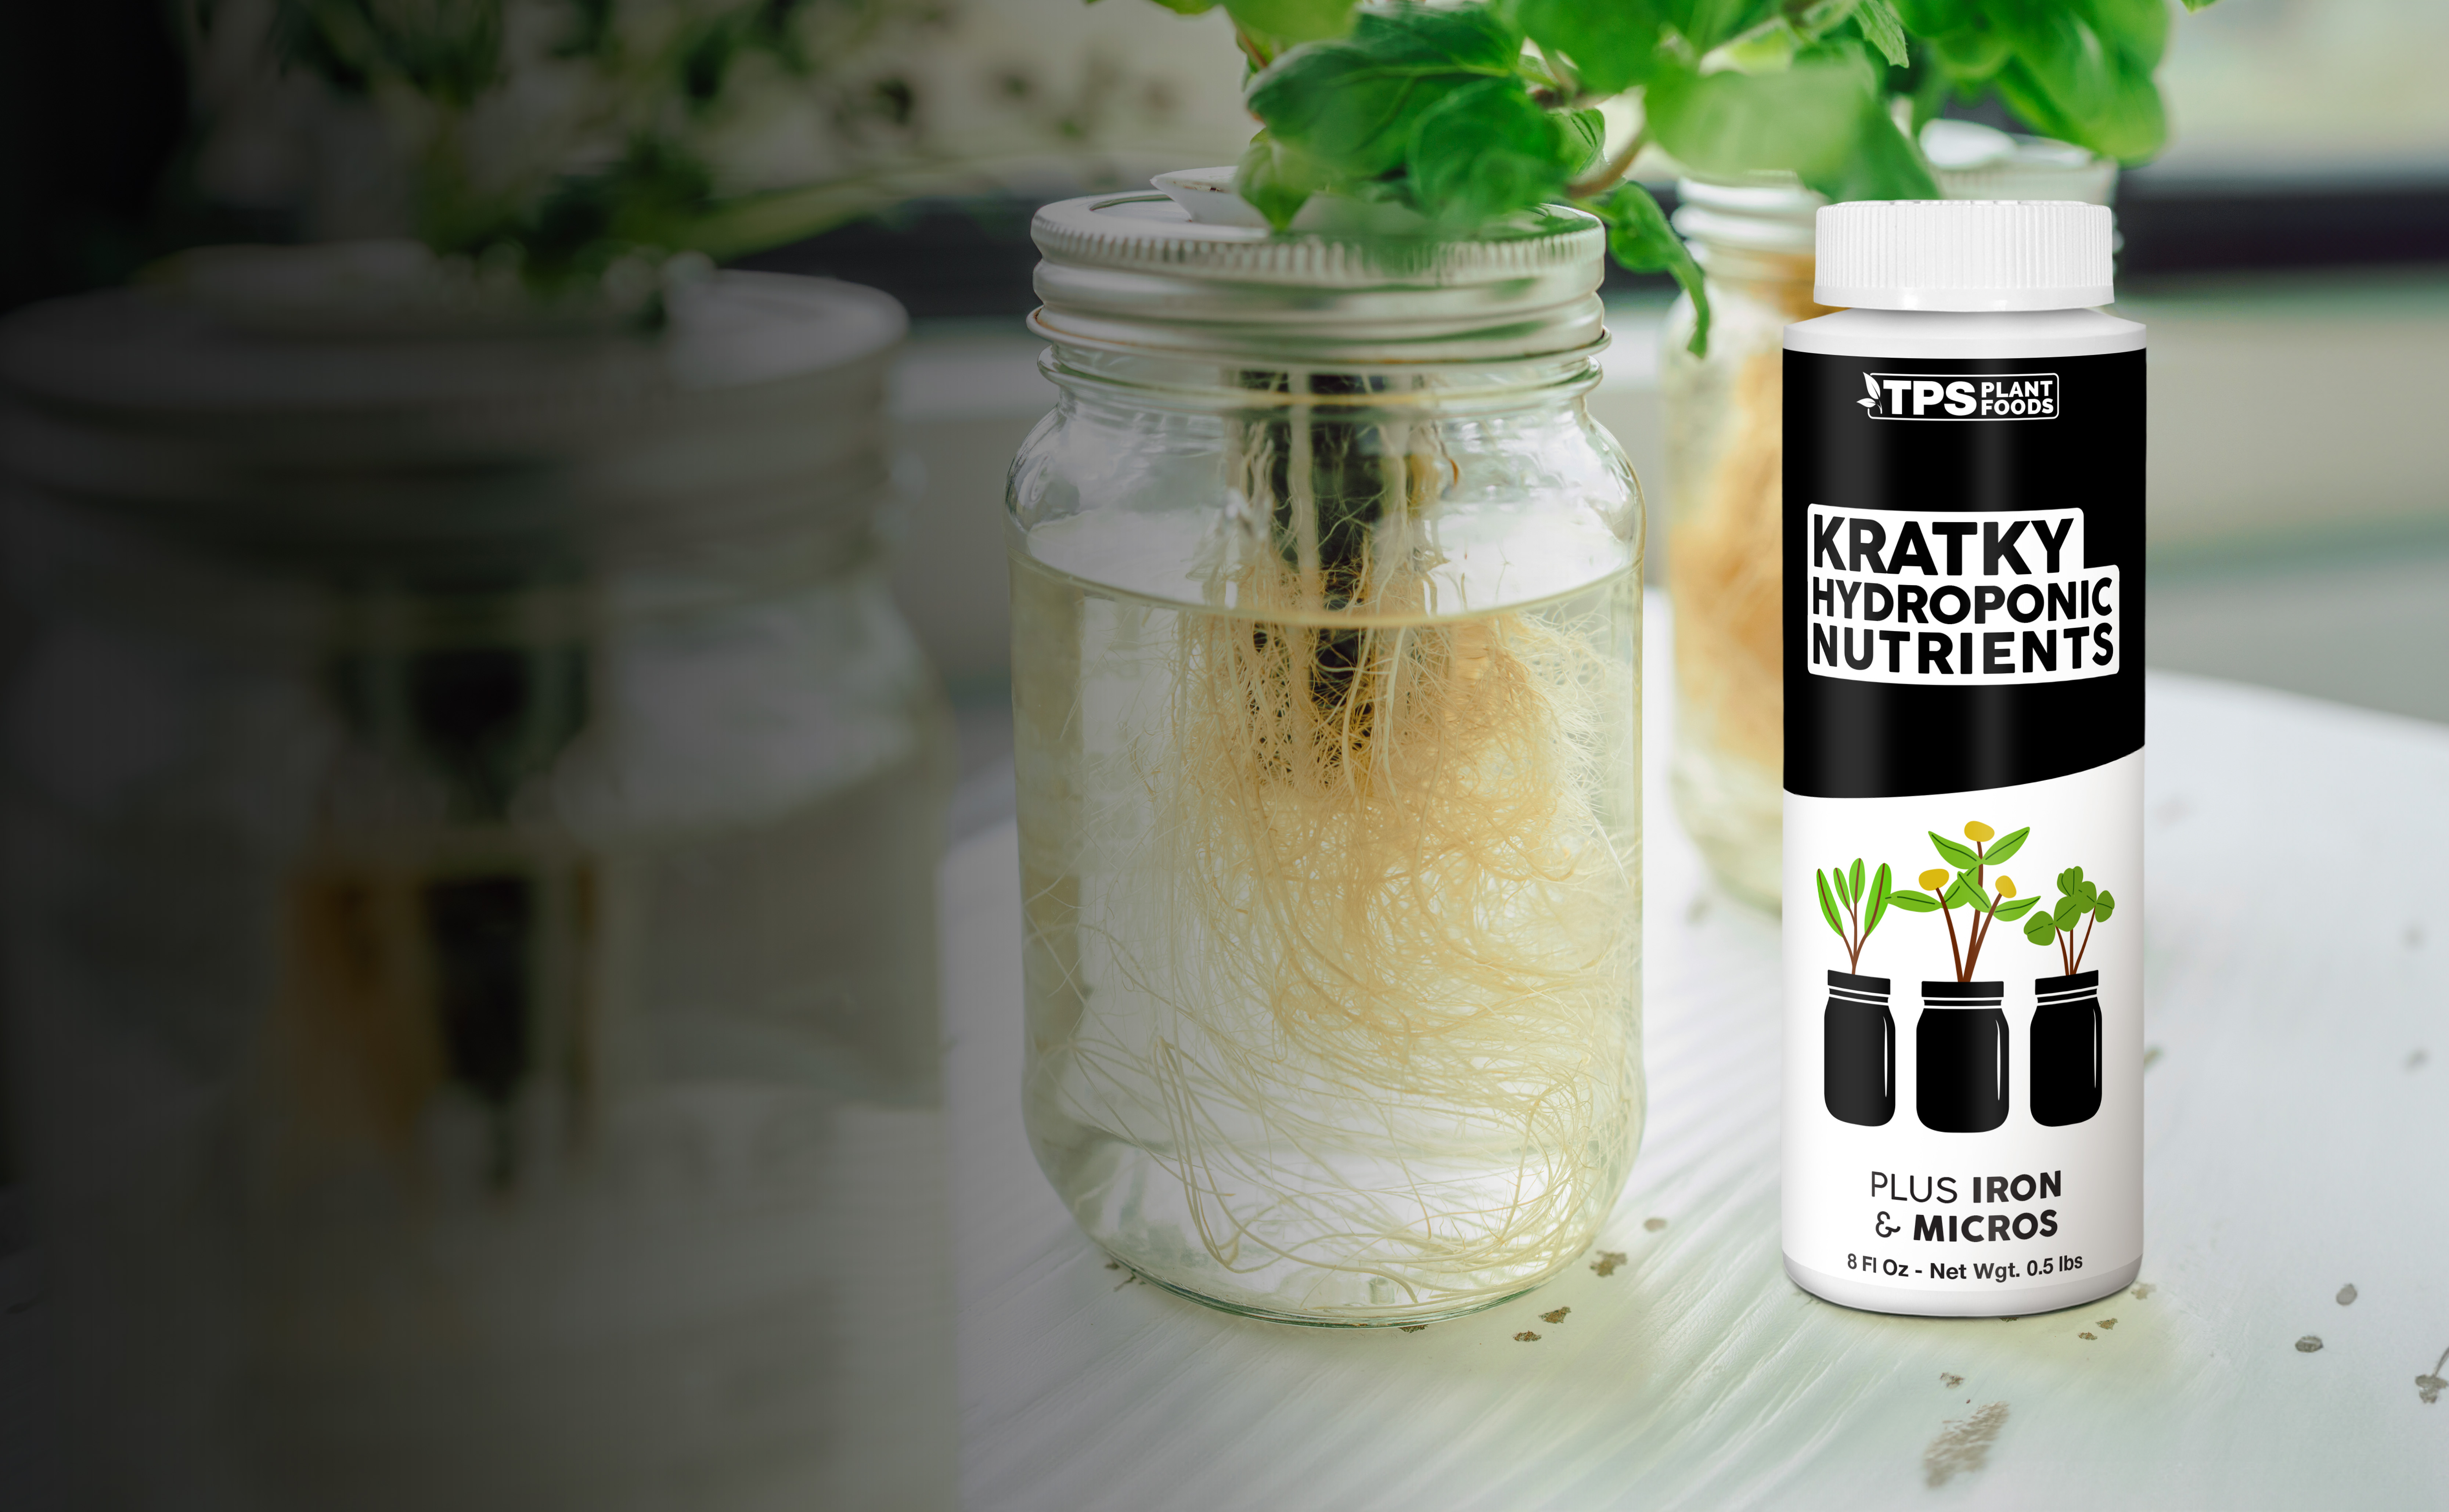 TPS PLANT FOODS
KRATKY
HYDROPONIC
NUTRIENTS
PLUS IRON
& MICROS
8 Fl Oz - Net Wgt. 0.5 lbs